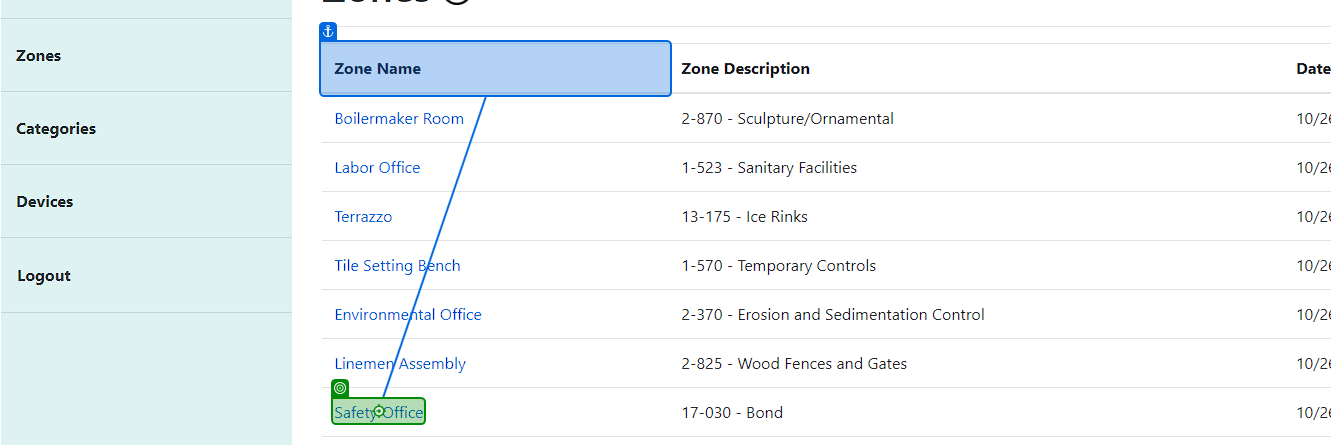 Zones
Zones
Zone Name Zone Description Date
Categories
Boilermaker Room 2-870 - Sculpture/Ornamental 10/26
Labor Office 1-523 - Sanitary Facilities 10/26
Devices
Terrazzo 13-175 - Ice Rinks 10/26
Logout
Tile Setting Bench 1-570 - Temporary Controls 10/26
Environmental Office 2-370 - Erosion and Sedimentation Control 10/26
Linemen Assembly 2-825 - Wood Fences and Gates 10/26
Safety Office 17-030 - Bond 10/26